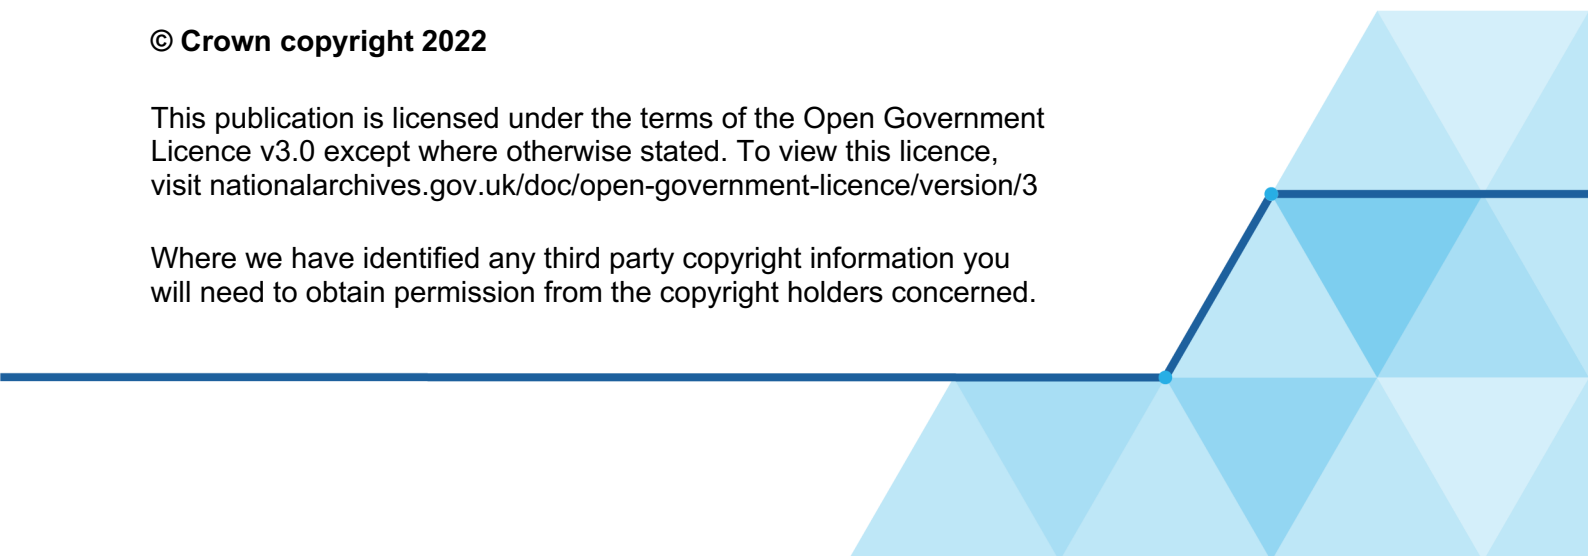 © Crown copyright 2022
This publication is licensed under the terms of the Open Government
Licence v3.0 except where otherwise stated. To view this licence,
visit nationalarchives.gov.uk/doc/open-government-licence/version/3
Where we have identified any third party copyright information you
will need to obtain permission from the copyright holders concerned.